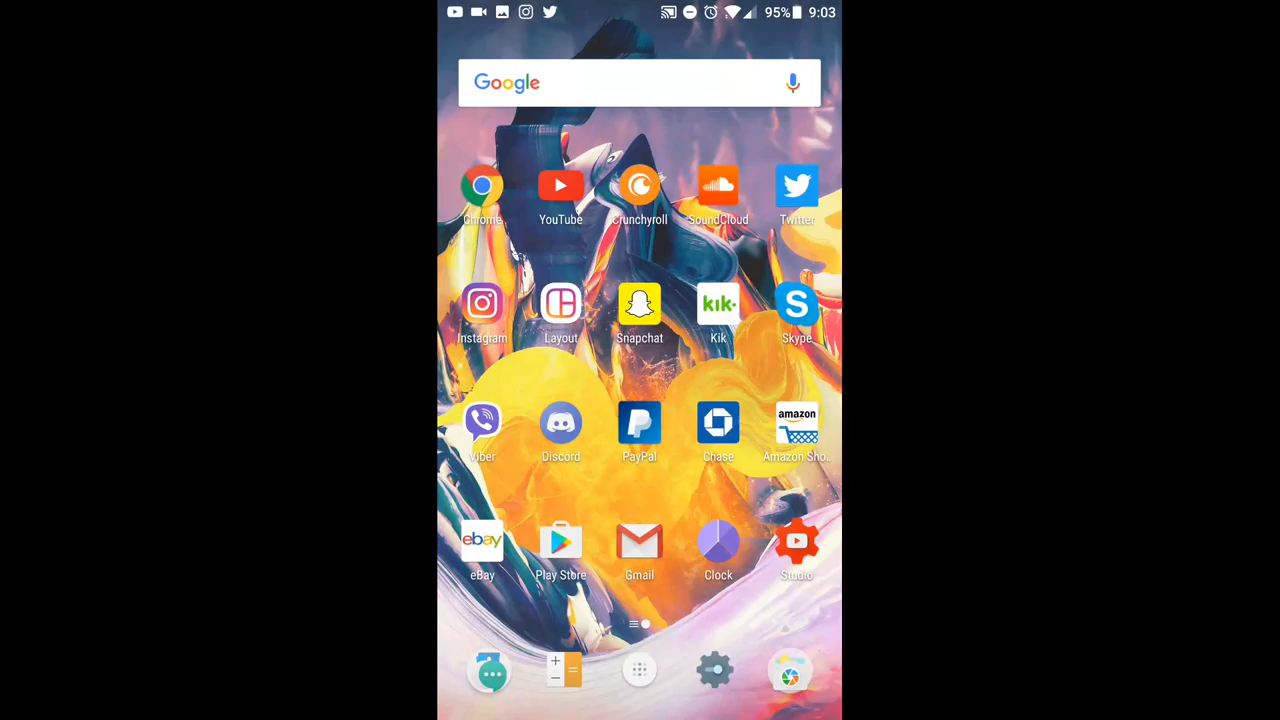 95% 9:03
Google
Chrome YouTube Crunchyroll SoundCloud Twitter
kik.
S
Instagram Layout Snapchat Kik Skype
amazon
Viber Discord PayPal Chase Amazon Sho..
ebay
eBay Play Store Gmail Clock Studio